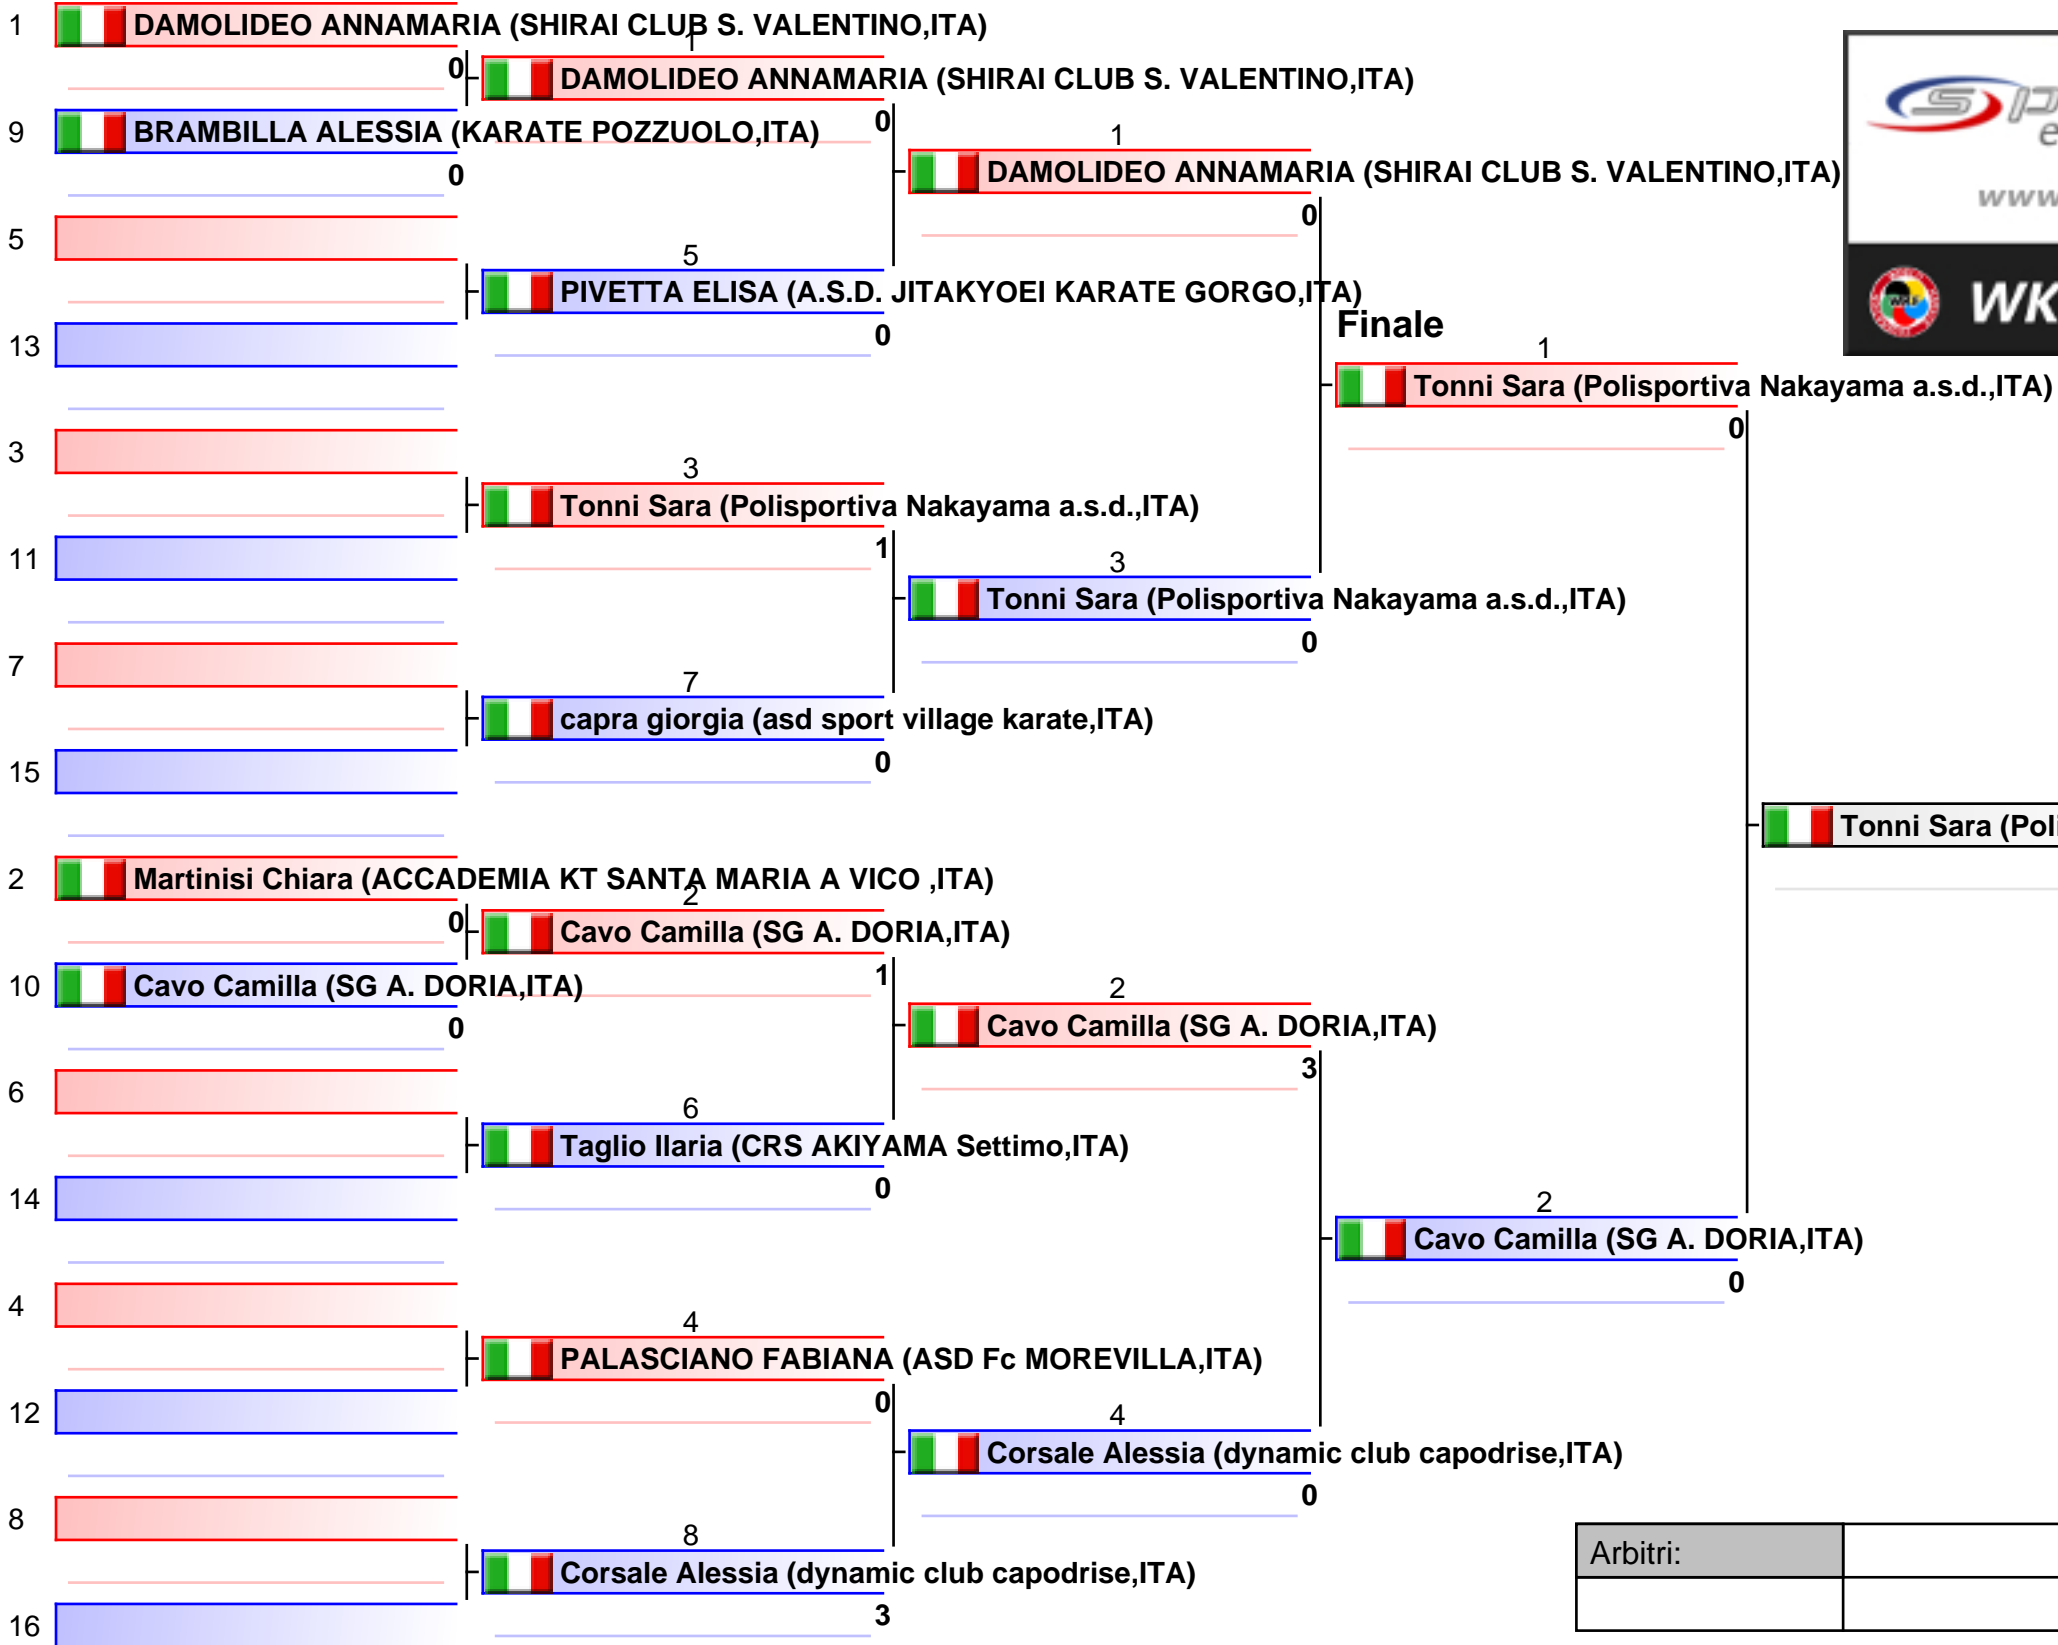 1 DAMOLIDEO ANNAMARIA (SHIRAI CLUB S. VALENTINO,ITA)
0
9 BRAMBILLA ALESSIA (KARATE POZZUOLO,ITA)
0
5
13
3
11
7
15
2 Martinisi Chiara (ACCADEMIA KT SANTA MARIA A VICO ,ITA)
0
10 Cavo Camilla (SG A. DORIA,ITA)
0
6
14
4
12
8
16
1
DAMOLIDEO ANNAMARIA (SHIRAI CLUB S. VALENTINO,ITA)
0
5
PIVETTA ELISA (A.S.D. JITAKYOEI KARATE GORGO,ITA)
0
3
Tonni Sara (Polisportiva Nakayama a.s.d.,ITA)
1
7
capra giorgia (asd sport village karate,ITA)
0
2
Cavo Camilla (SG A. DORIA,ITA)
1
6
Taglio Ilaria (CRS AKIYAMA Settimo,ITA)
0
4
PALASCIANO FABIANA (ASD Fc MOREVILLA,ITA)
0
8
Corsale Alessia (dynamic club capodrise,ITA)
3
1
DAMOLIDEO ANNAMARIA (SHIRAI CLUB S. VALENTINO,ITA)
0
3
Tonni Sara (Polisportiva Nakayama a.s.d.,ITA)
0
2
Cavo Camilla (SG A. DORIA,ITA)
3
4
Corsale Alessia (dynamic club capodrise,ITA)
0
Finale
1
Tonni Sara (Polisportiva Nakayama a.s.d.,ITA)
0
2
Cavo Camilla (SG A. DORIA,ITA)
0
Tonni Sara (Poli
www
WK
Arbitri: